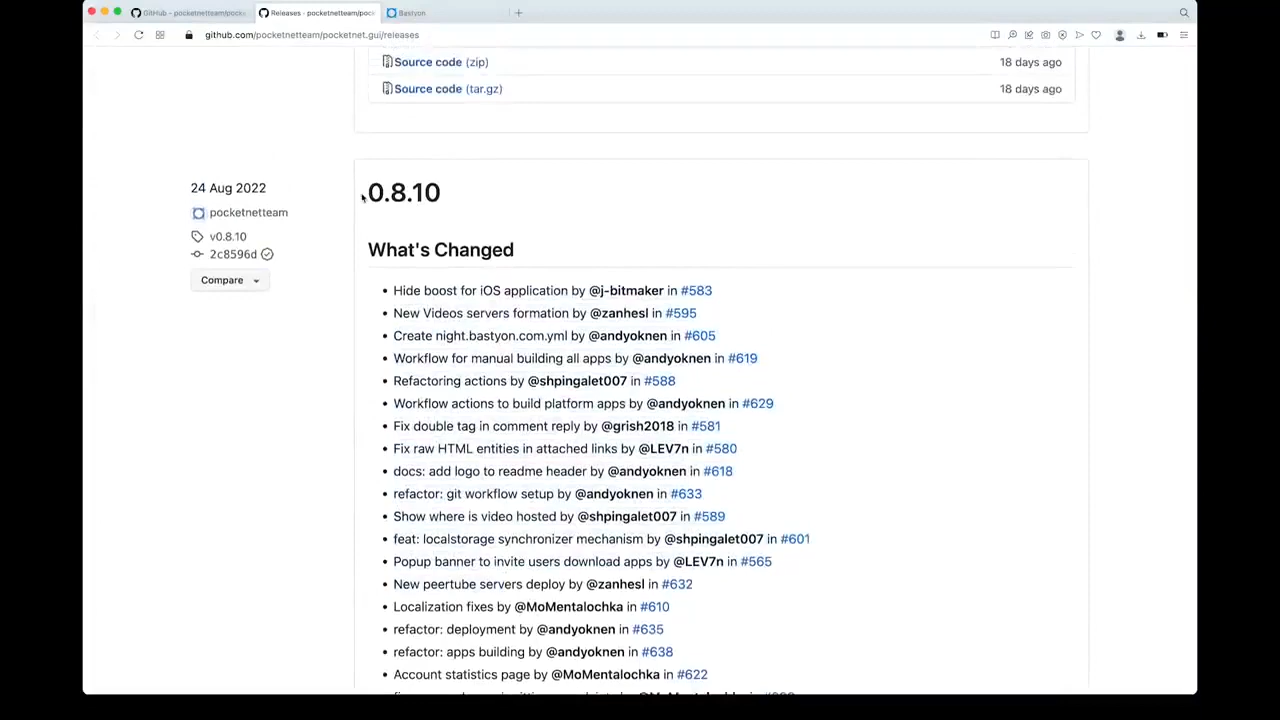 GitHub – pocketnetteam/pocke
Releases · pocketnetteam/poc
Bastyon
github.com/pocketnetteam/pocketnet.gui/releases
Source code (zip)
18 days ago
Source code (tar.gz)
18 days ago
24 Aug 2022
pocketnetteam
v0.8.10
2c8596d
Compare
0.8.10
What's Changed
• Hide boost for iOS application by @j-bitmaker in #583
• New Videos servers formation by @zanhesl in #595
• Create night.bastyon.com.yml by @andyoknen in #605
• Workflow for manual building all apps by @andyoknen in #619
• Refactoring actions by @shpingalet007 in #588
• Workflow actions to build platform apps by @andyoknen in #629
• Fix double tag in comment reply by @grish2018 in #581
• Fix raw HTML entities in attached links by @LEV7n in #580
• docs: add logo to readme header by @andyoknen in #618
• refactor: git workflow setup by @andyoknen in #633
• Show where is video hosted by @shpingalet007 in #589
• feat: localstorage synchronizer mechanism by @shpingalet007 in #601
• Popup banner to invite users download apps by @LEV7n in #565
• New peertube servers deploy by @zanhesl in #632
• Localization fixes by @MoMentalochka in #610
• refactor: deployment by @andyoknen in #635
• refactor: apps building by @andyoknen in #638
• Account statistics page by @MoMentalochka in #622